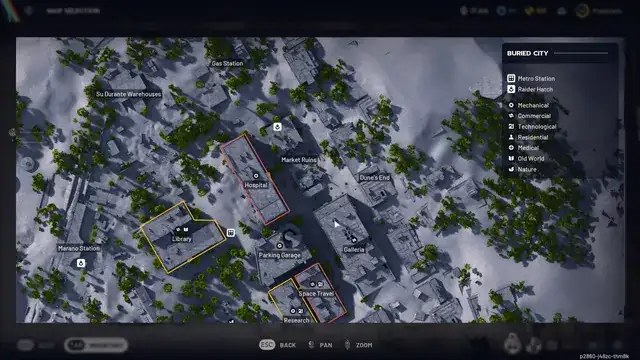 MAP SELECTION
BURIED CITY
Metro Station
Raider Hatch
Mechanical
Commercial
Technological
Residential
Medical
Old World
Nature
Gas Station
Su Durante Warehouses
Market Ruins
Hospital
Dune's End
Library
Marano Station
Parking Garage
Galleria
Space Travel
Research
ESC BACK PAN ZOOM